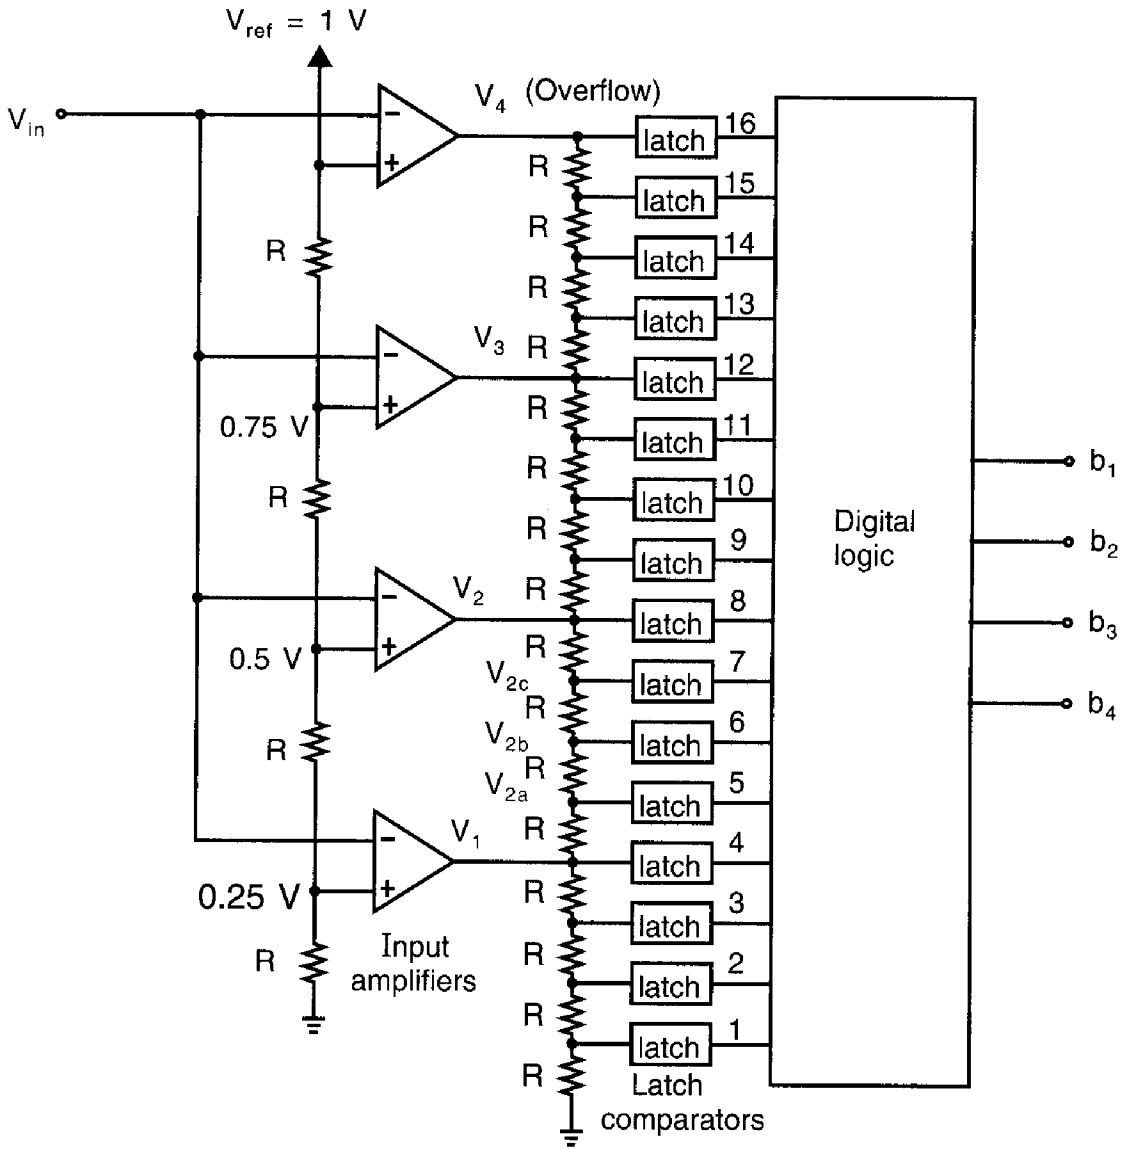 V_ref = 1 V
V_in
−
+
V_4 (Overflow)
latch 16
R
latch 15
R
R
latch 14
R
latch 13
V_3
−
R
latch 12
0.75 V
+
R
latch 11
R
R
latch 10
R
latch 9
Digital
logic
b_1
b_2
b_3
b_4
V_2
−
R
latch 8
0.5 V
+
R
V_2c
latch 7
R
R
V_2b
latch 6
R
V_2a
latch 5
V_1
−
R
latch 4
0.25 V
+
R
latch 3
R
Input
amplifiers
R
latch 2
R
latch 1
R
Latch
comparators